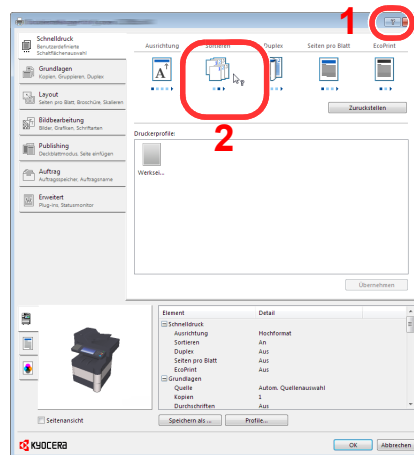 1
?
Schnelldruck
Benutzerdefinierte
Schaltflächenauswahl
Grundlagen
Kopien, Gruppieren, Duplex
Layout
Seiten pro Blatt, Broschüre, Skalieren
Bildbearbeitung
Bilder, Grafiken, Schriftarten
Publishing
Deckblattmodus, Seite einfügen
Auftrag
Auftragsspeicher, Auftragsname
Erweitert
Plug-ins, Statusmonitor
Ausrichtung Sortieren Duplex Seiten pro Blatt EcoPrint
A
Zurückstellen
2
Druckerprofile:
Werksei...
Übernehmen
Element Detail
Schnelldruck
Ausrichtung Hochformat
Sortieren An
Duplex Aus
Seiten pro Blatt Aus
EcoPrint Aus
Grundlagen
Quelle Autom. Quellenauswahl
Kopien 1
Durchschriften Aus
Seitenansicht
Speichern als ... Profile...
KYOCERA
OK Abbrechen